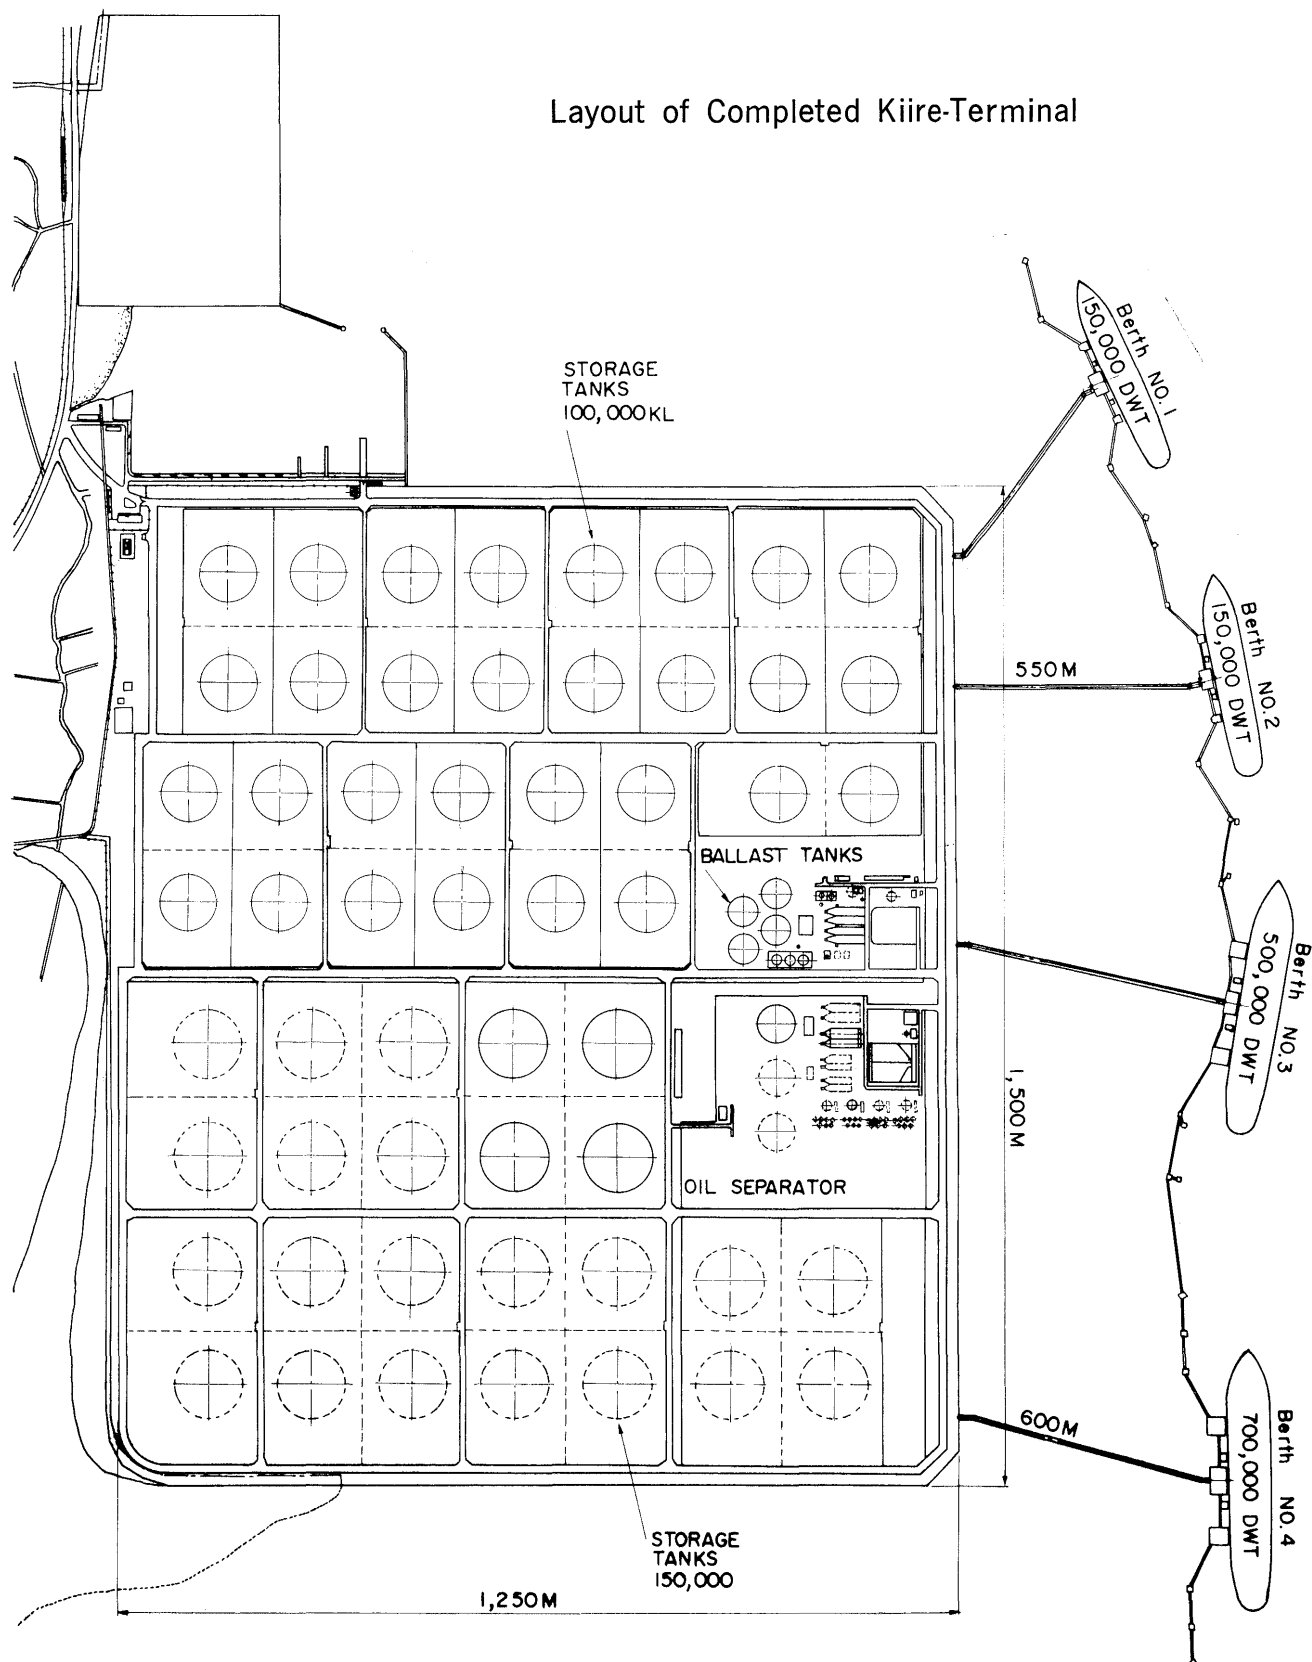 Layout of Completed Kiire-Terminal
Berth NO.1
150,000 DWT
STORAGE
TANKS
100,000KL
Berth NO.2
150,000 DWT
550M
BALLAST TANKS
Berth NO.3
500,000 DWT
1,500M
OIL SEPARATOR
600M
Berth NO.4
700,000 DWT
STORAGE
TANKS
150,000
1,250M